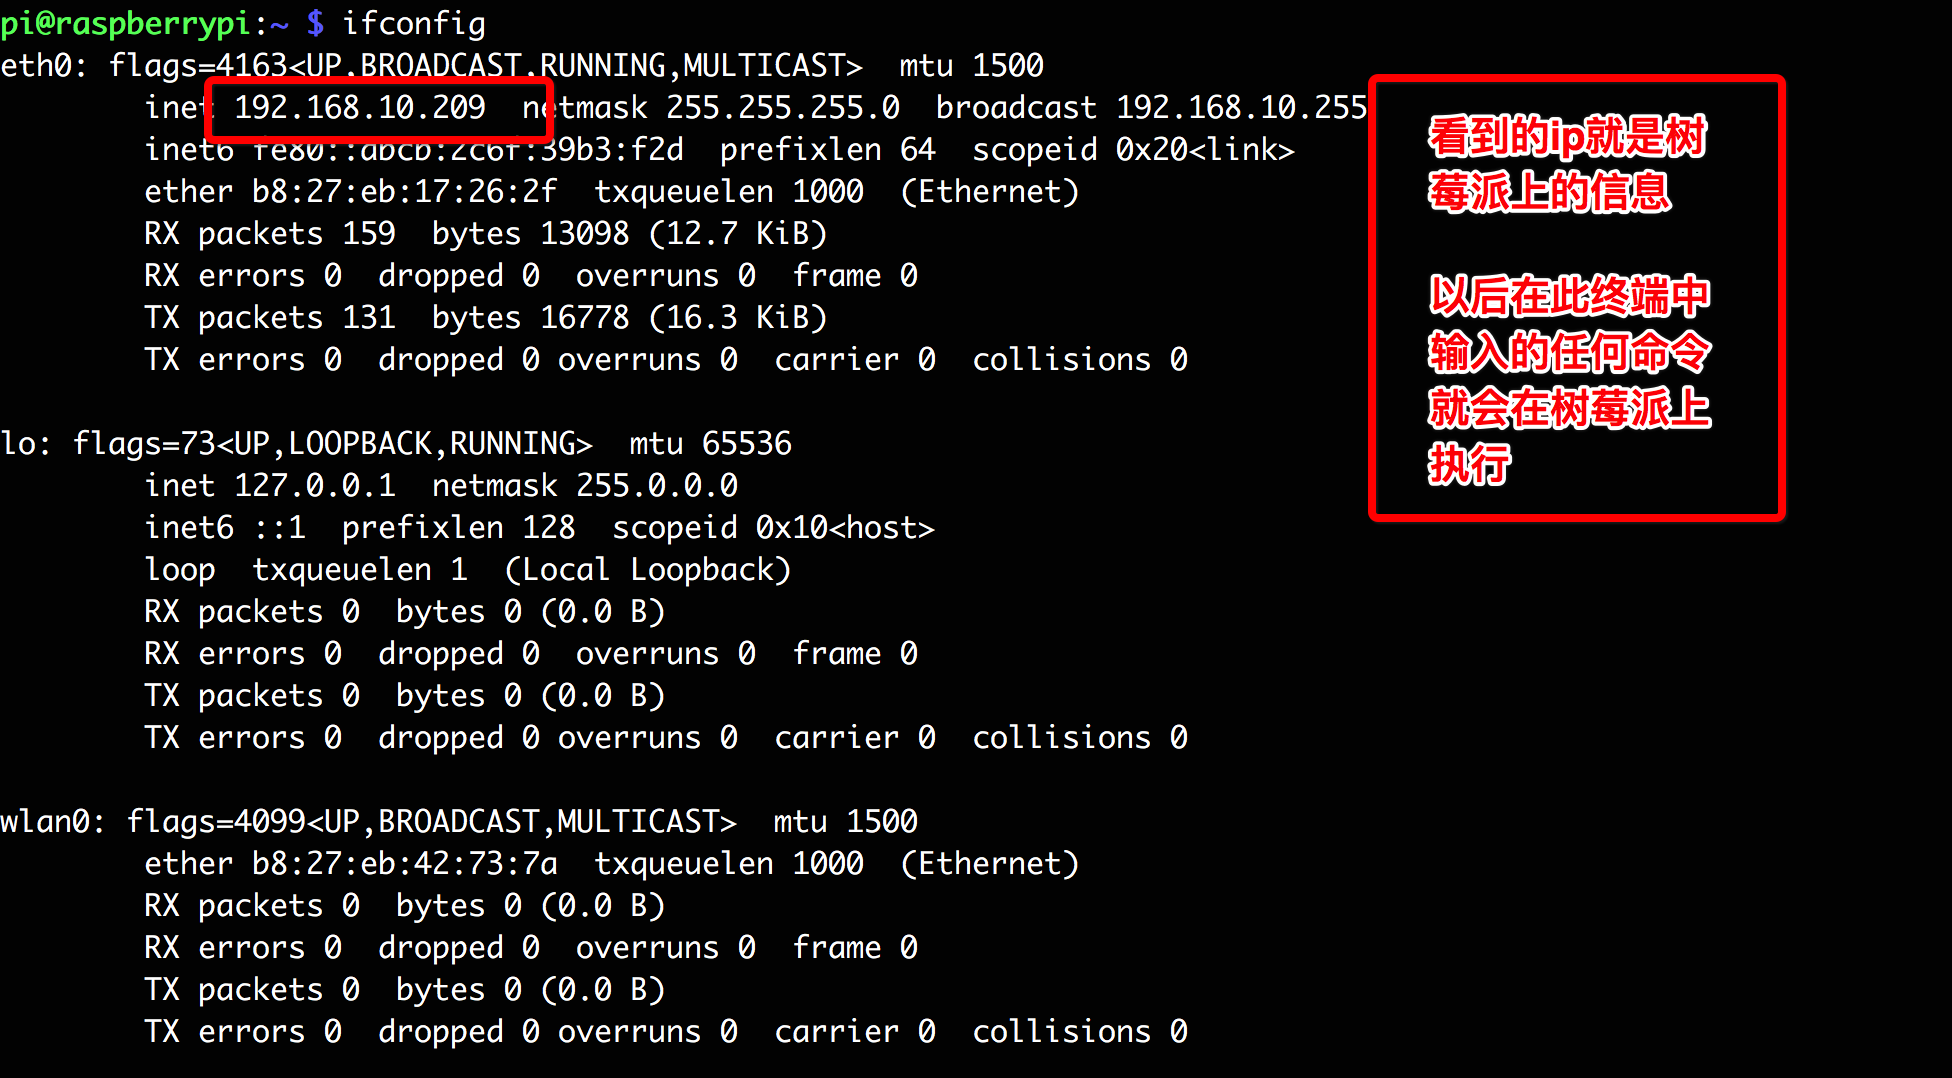 pi@raspberrypi:~ $ ifconfig
eth0: flags=4163<UP,BROADCAST,RUNNING,MULTICAST>  mtu 1500
        inet 192.168.10.209  netmask 255.255.255.0  broadcast 192.168.10.255
        inet6 fe80::abcb:2c6f:39b3:f2d  prefixlen 64  scopeid 0x20<link>
        ether b8:27:eb:17:26:2f  txqueuelen 1000  (Ethernet)
        RX packets 159  bytes 13098 (12.7 KiB)
        RX errors 0  dropped 0  overruns 0  frame 0
        TX packets 131  bytes 16778 (16.3 KiB)
        TX errors 0  dropped 0 overruns 0  carrier 0  collisions 0
lo: flags=73<UP,LOOPBACK,RUNNING>  mtu 65536
        inet 127.0.0.1  netmask 255.0.0.0
        inet6 ::1  prefixlen 128  scopeid 0x10<host>
        loop  txqueuelen 1  (Local Loopback)
        RX packets 0  bytes 0 (0.0 B)
        RX errors 0  dropped 0  overruns 0  frame 0
        TX packets 0  bytes 0 (0.0 B)
        TX errors 0  dropped 0 overruns 0  carrier 0  collisions 0
wlan0: flags=4099<UP,BROADCAST,MULTICAST>  mtu 1500
        ether b8:27:eb:42:73:7a  txqueuelen 1000  (Ethernet)
        RX packets 0  bytes 0 (0.0 B)
        RX errors 0  dropped 0  overruns 0  frame 0
        TX packets 0  bytes 0 (0.0 B)
        TX errors 0  dropped 0 overruns 0  carrier 0  collisions 0
看到的ip就是树
莓派上的信息
以后在此终端中
输入的任何命令
就会在树莓派上
执行